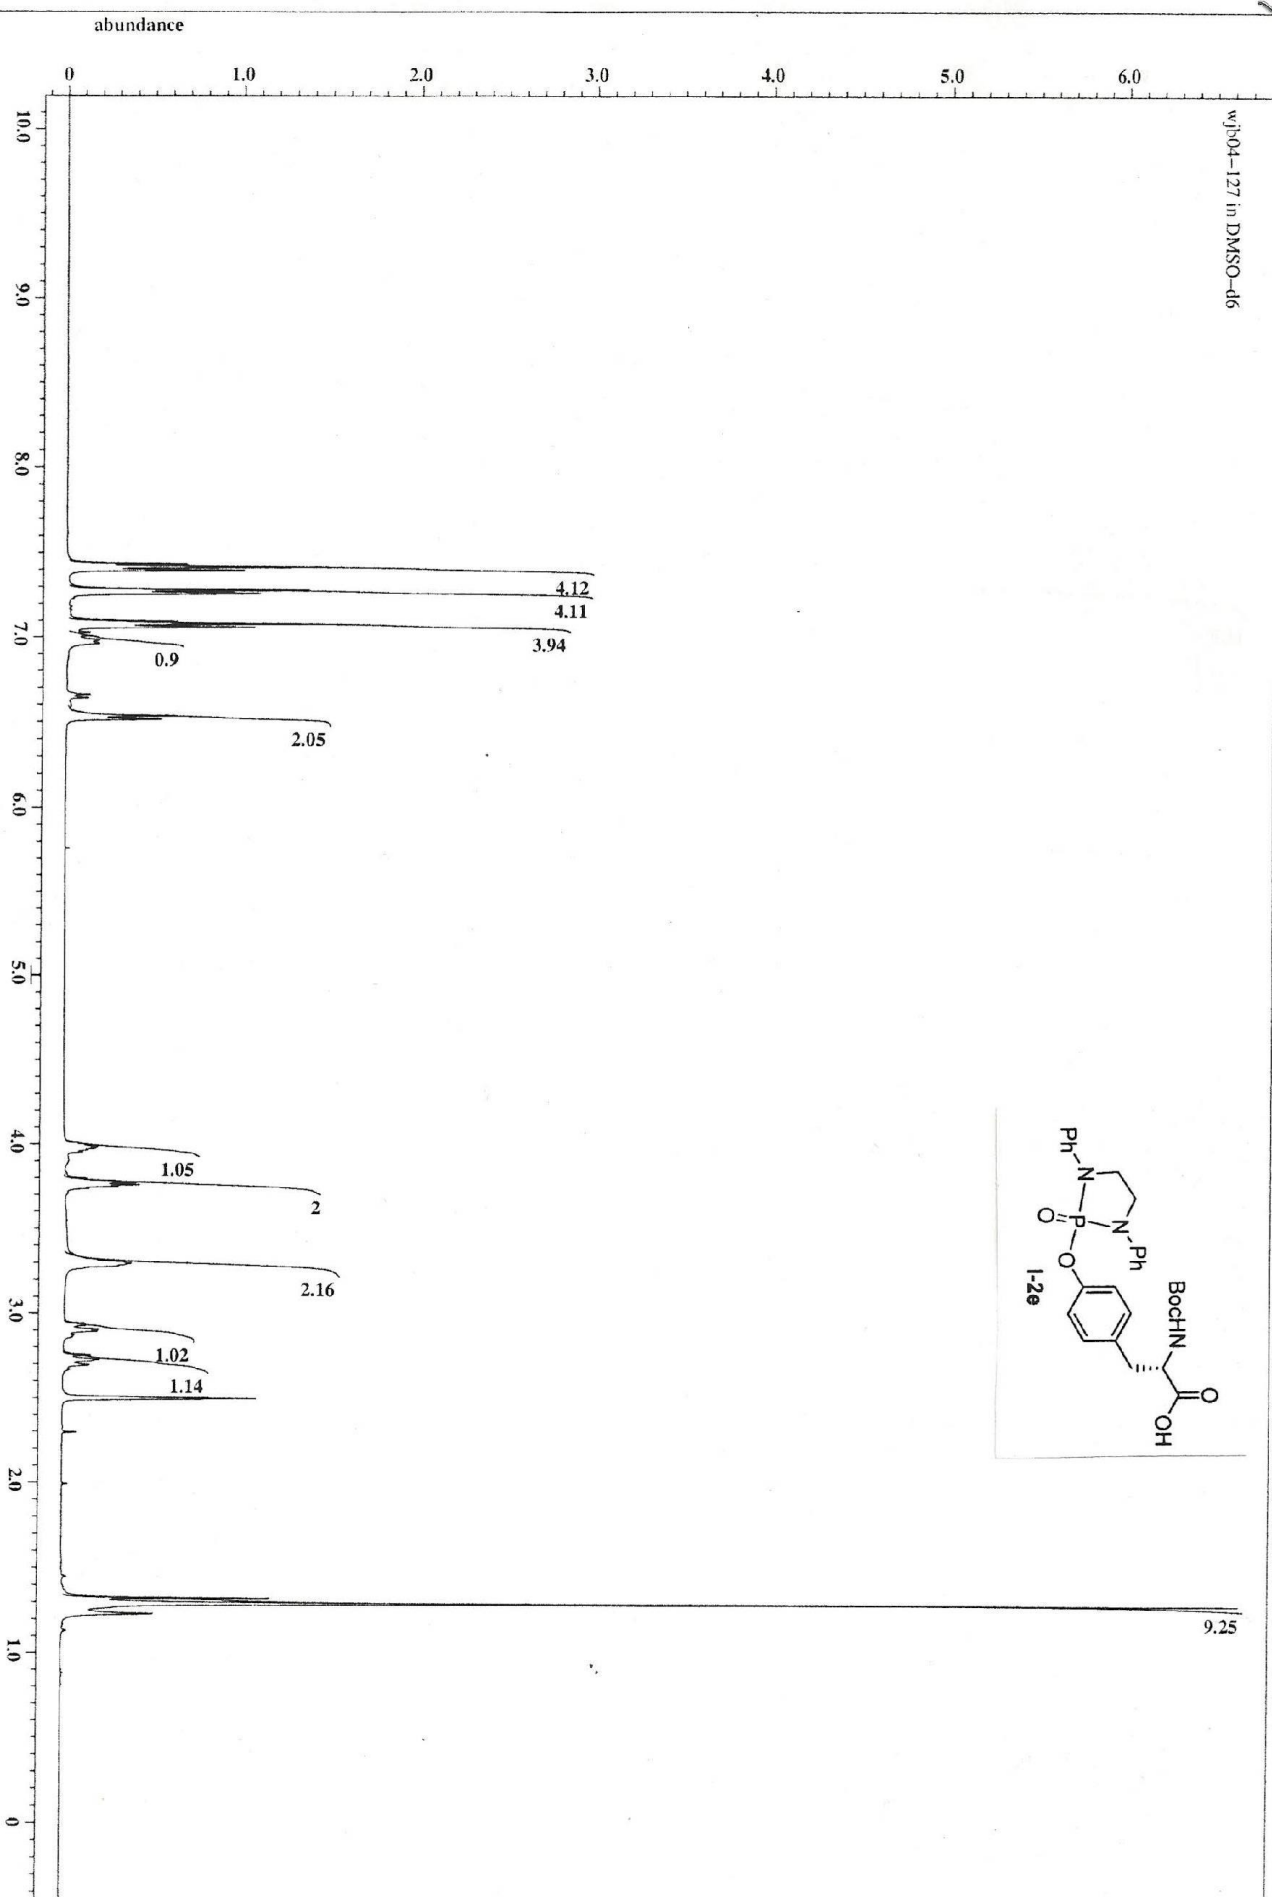 abundance
0 1.0 2.0 3.0 4.0 5.0 6.0
wjb04-127 in DMSO-d6
10.0 9.0 8.0 7.0 6.0 5.0 4.0 3.0 2.0 1.0 0
4.12
4.11
3.94
0.9
2.05
1.05
2
2.16
1.02
1.14
9.25
BocHN
O
OH
Ph
N
N
Ph
P
O
O
I-2e